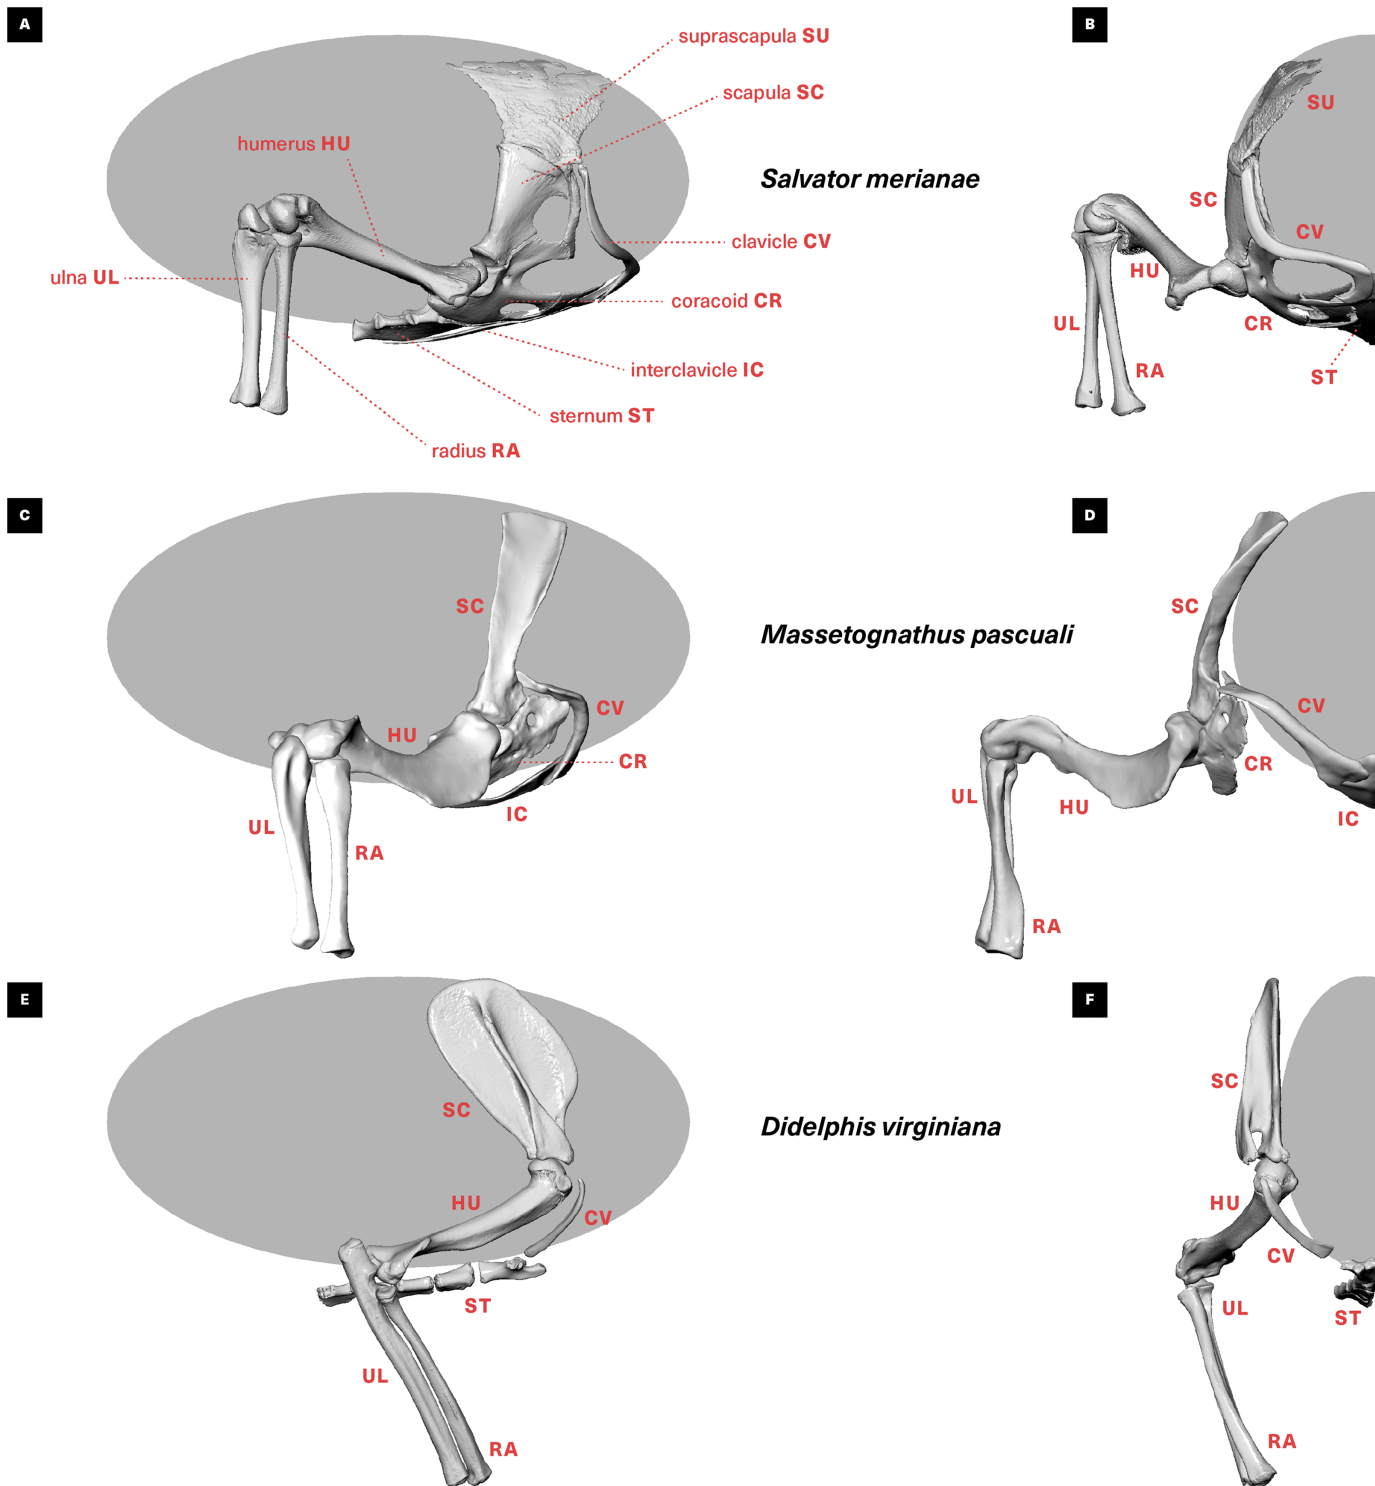 A
B
suprascapula SU
scapula SC
SU
humerus HU
Salvator merianae
SC
clavicle CV
CV
ulna UL
HU
coracoid CR
UL
CR
interclavicle IC
RA
ST
sternum ST
radius RA
C
D
SC
SC
Massetognathus pascuali
CV
CV
HU
CR
CR
UL
HU
IC
IC
UL
RA
RA
E
F
SC
SC
Didelphis virginiana
HU
HU
CV
CV
ST
UL
ST
UL
RA
RA